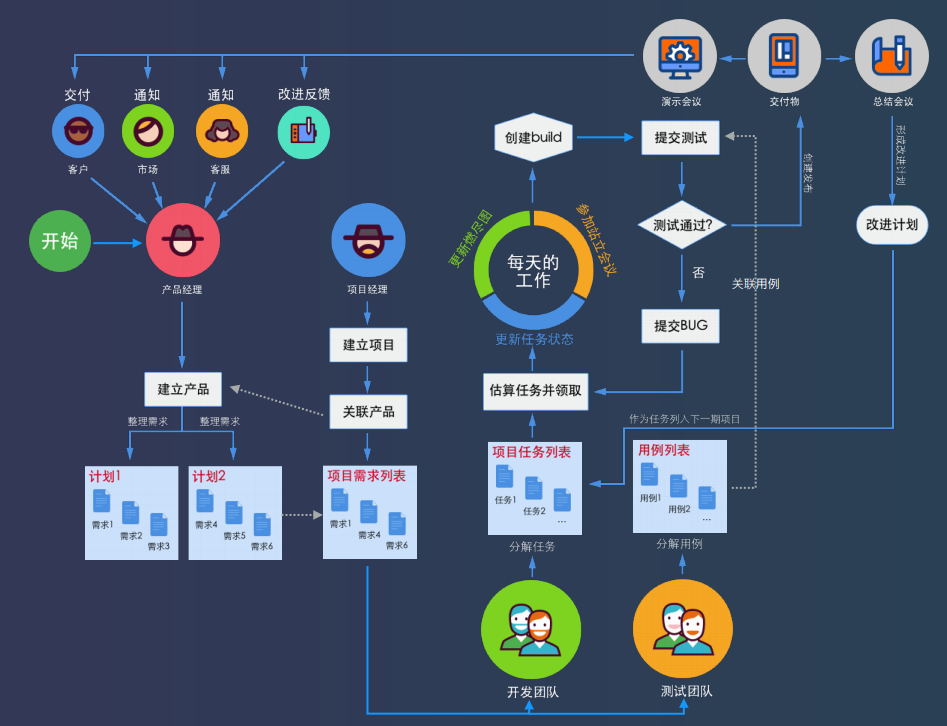 演示会议
交付物
总结会议
交付
通知
通知
改进反馈
客户
市场
客服
创建build
提交测试
形成改进计划
创建发布
开始
产品经理
项目经理
更新燃尽图
参加站立会议
每天的
工作
更新任务状态
测试通过?
改进计划
否
关联用例
建立项目
提交BUG
建立产品
关联产品
估算任务并领取
整理需求
整理需求
作为任务列入下一期项目
计划1
需求1
需求2
需求3
计划2
需求4
需求5
需求6
项目需求列表
需求1
需求4
需求6
项目任务列表
任务1
任务2
...
用例列表
用例1
用例2
...
分解任务
分解用例
开发团队
测试团队